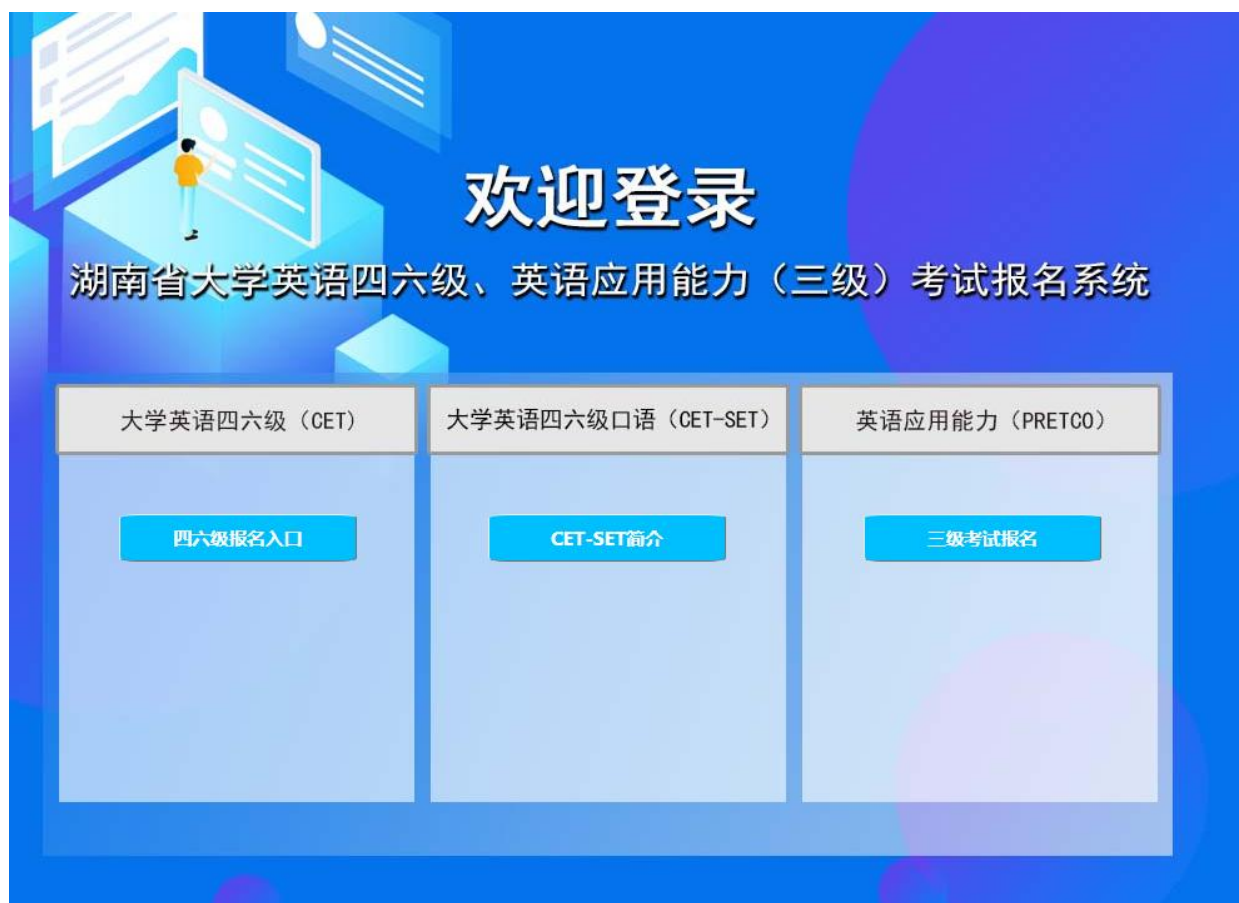 欢迎登录
湖南省大学英语四六级、英语应用能力（三级）考试报名系统
大学英语四六级（CET）
大学英语四六级口语（CET-SET）
英语应用能力（PRETCO）
四六级报名入口
CET-SET简介
三级考试报名